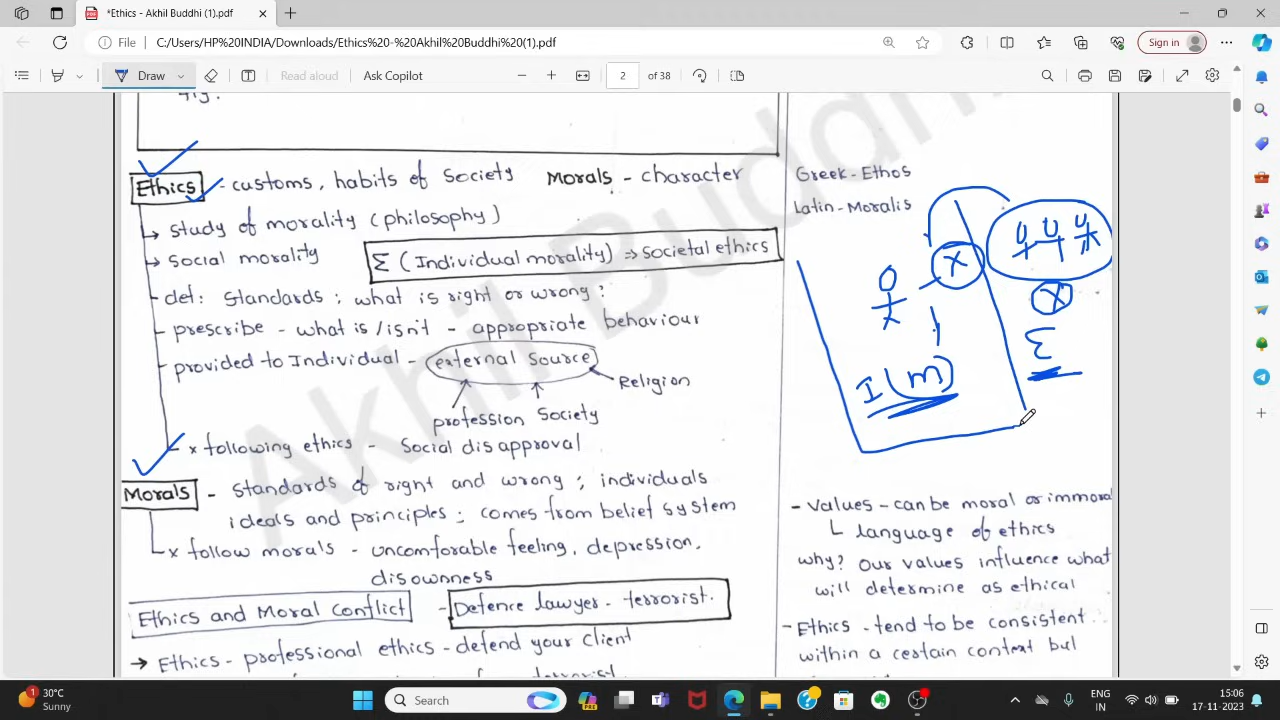 *Ethics - Akhil Buddhi (1).pdf
File C:/Users/HP%20INDIA/Downloads/Ethics%20-%20Akhil%20Buddhi%20(1).pdf
Sign in
Draw Read aloud Ask Copilot 2 of 38
fig.
Ethics - customs, habits of society Morals - character
study of morality (philosophy)
social morality Σ (Individual morality) ⇒ societal ethics
def: standards ; what is right or wrong?
prescribe - what is/isn't - appropriate behaviour
provided to Individual - external source
Religion
profession Society
x following ethics - Social disapproval
Morals - standards of right and wrong ; individuals
ideals and principles ; comes from belief system
x follow morals - uncomforable feeling, depression,
disownness
Ethics and Moral Conflict - Defence lawyer - terrorist.
→ Ethics - professional ethics - defend your client
Greek - Ethos
Latin - Moralis
X
X
Σ
I (m)
- Values - can be moral or immoral
language of ethics
why? Our values influence what
will determine as ethical
- Ethics - tend to be consistent
within a certain context but
Akhil Buddhi
30°C
Sunny
Search
ENG
IN
15:06
17-11-2023